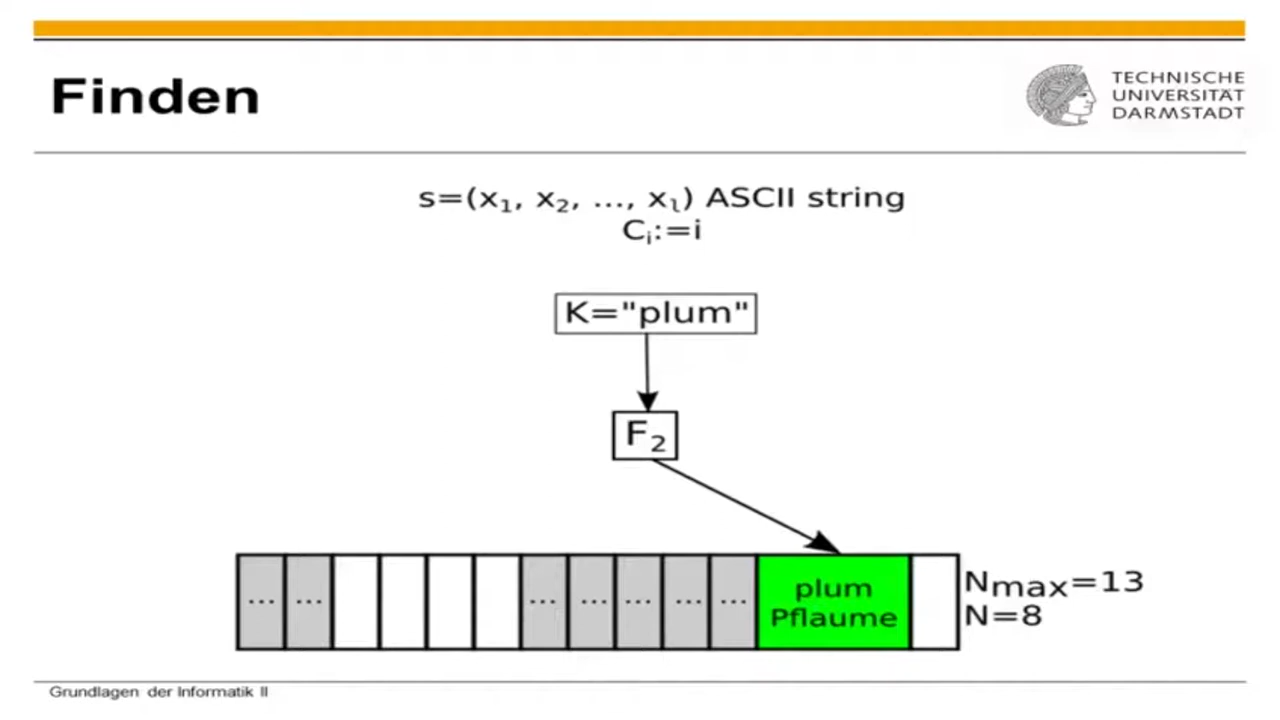 Finden
TECHNISCHE
UNIVERSITÄT
DARMSTADT
s=(x₁, x₂, ..., xₗ) ASCII string
Cᵢ:=i
K="plum"
F₂
... ... ... ... ... ... ...
plum
Pflaume
Nmax=13
N=8
Grundlagen der Informatik II